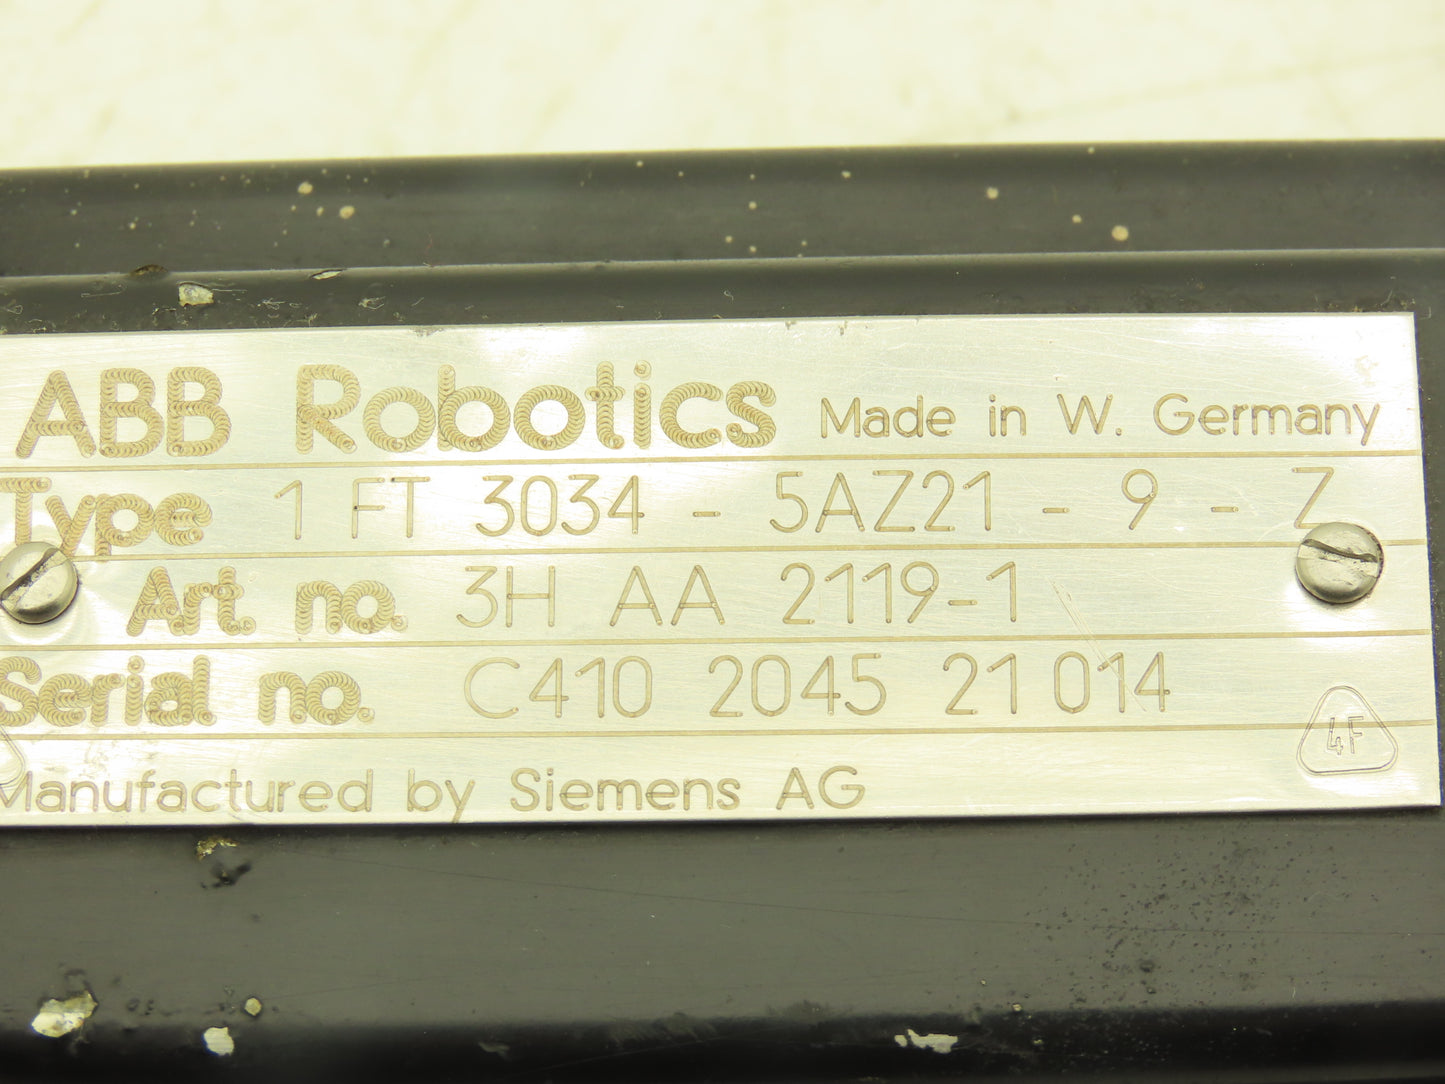 ABB Robotics Made in W. Germany
Type 1 FT 3034 - 5AZ21 - 9 - Z
Art. no. 3H AA 2119-1
Serial no. C410 2045 21 014
4F
Manufactured by Siemens AG